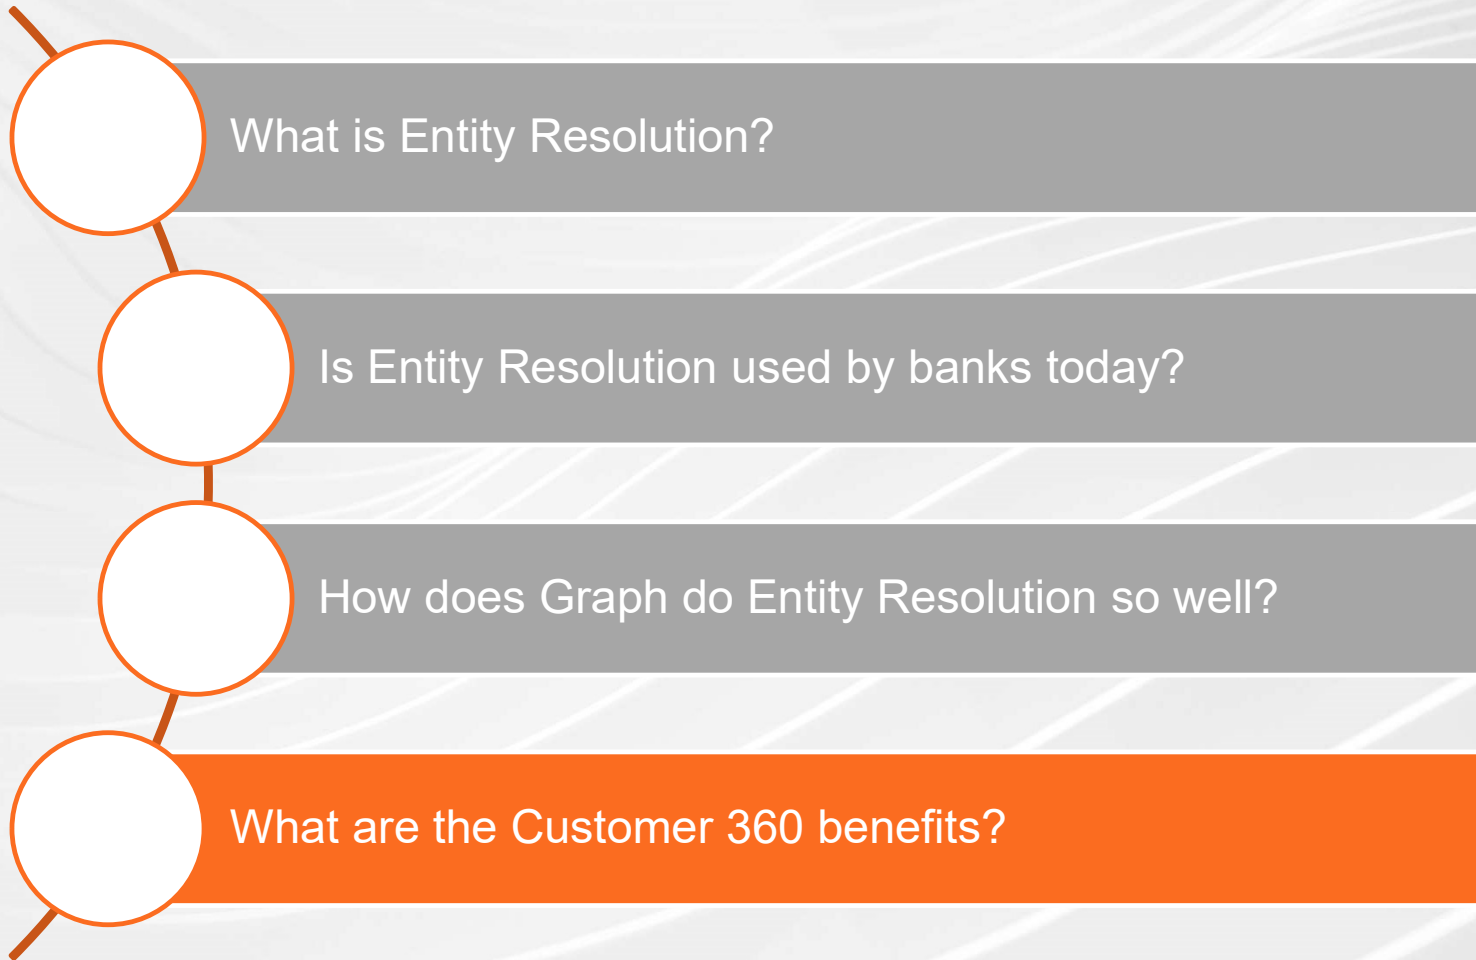 What is Entity Resolution?
Is Entity Resolution used by banks today?
How does Graph do Entity Resolution so well?
What are the Customer 360 benefits?